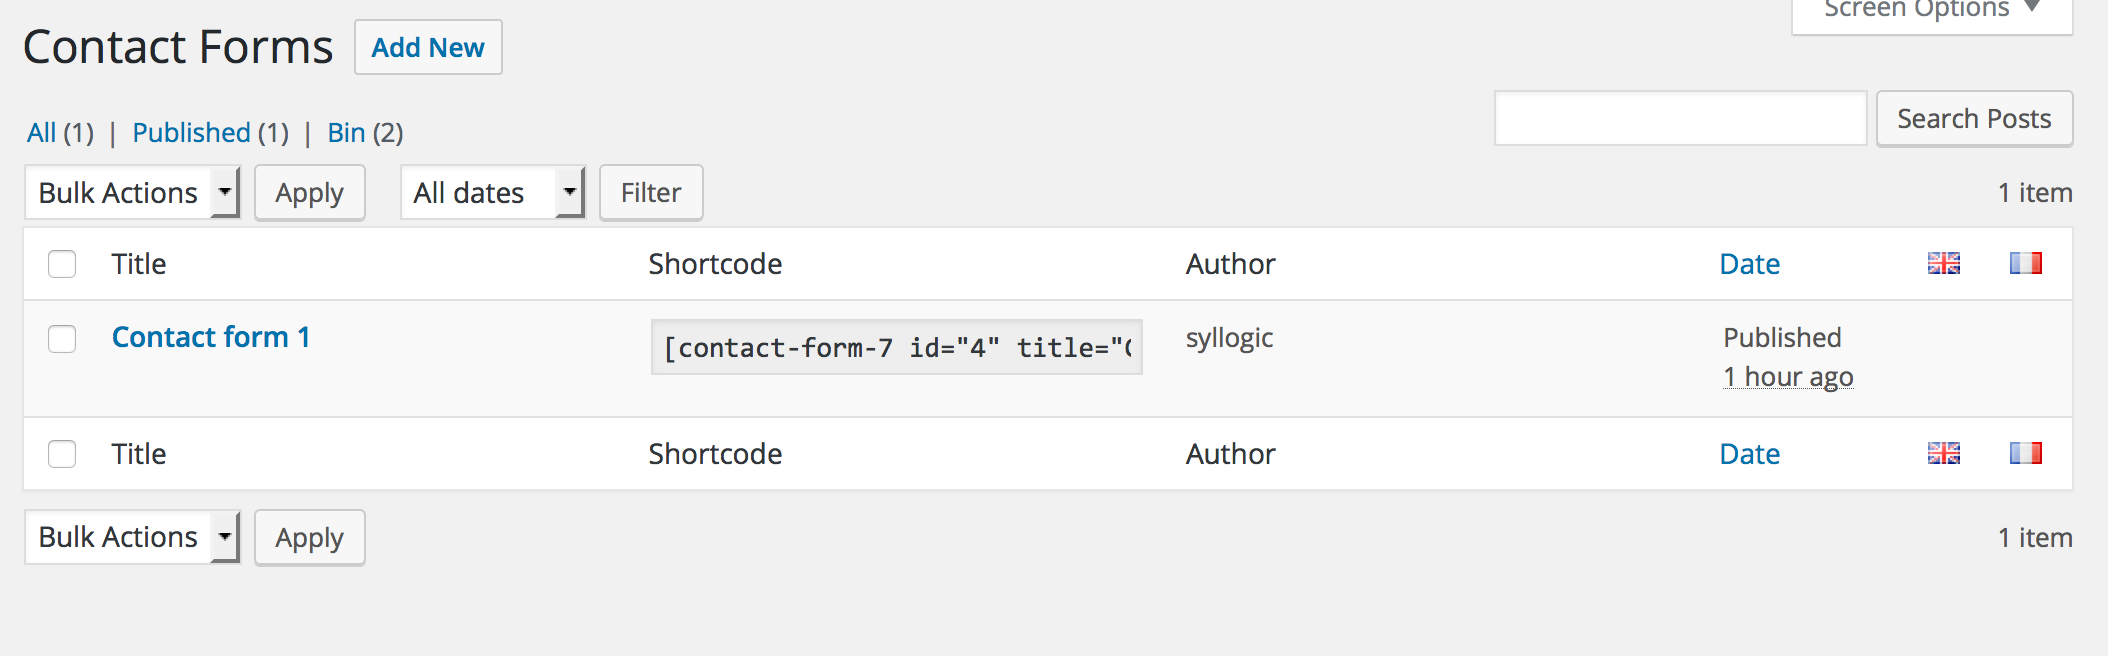 Screen Options
Contact Forms Add New
All (1) | Published (1) | Bin (2)
Search Posts
Bulk Actions Apply All dates Filter 1 item
Title Shortcode Author Date
Contact form 1 [contact-form-7 id="4" title=" syllogic Published
1 hour ago
Title Shortcode Author Date
Bulk Actions Apply 1 item